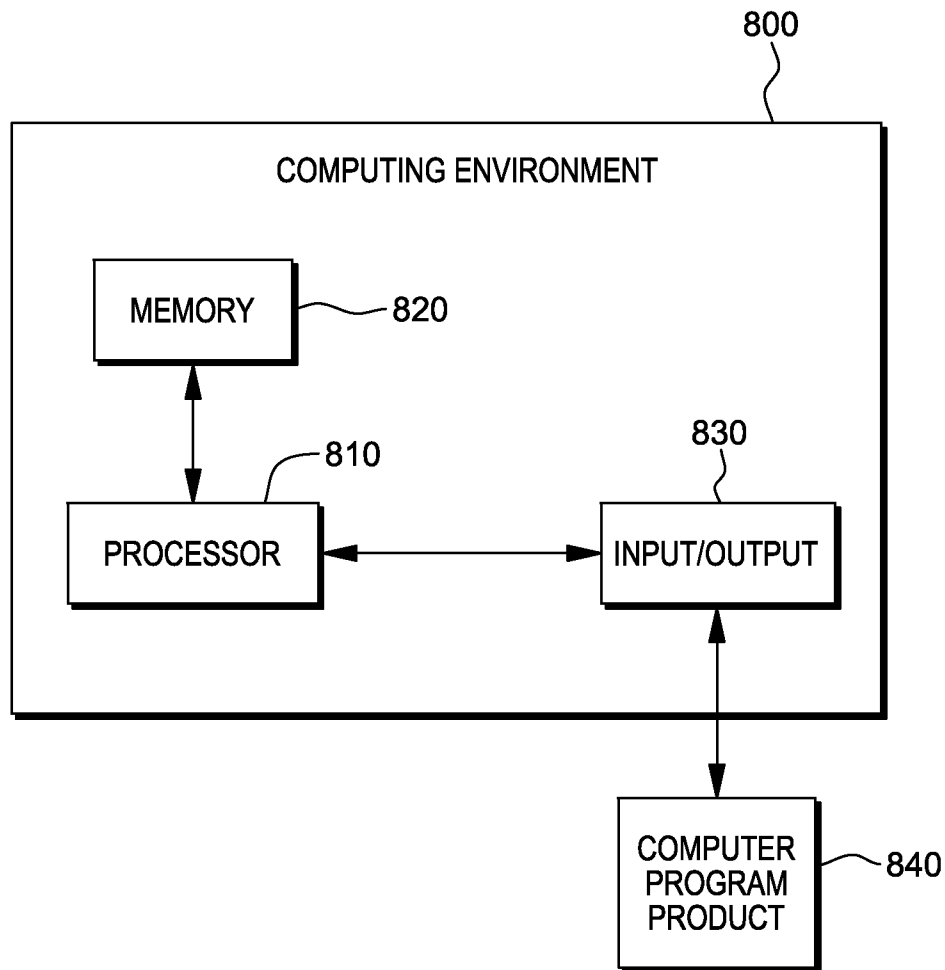 800
COMPUTING ENVIRONMENT
MEMORY
820
810
830
PROCESSOR
INPUT/OUTPUT
COMPUTER
PROGRAM
PRODUCT
840